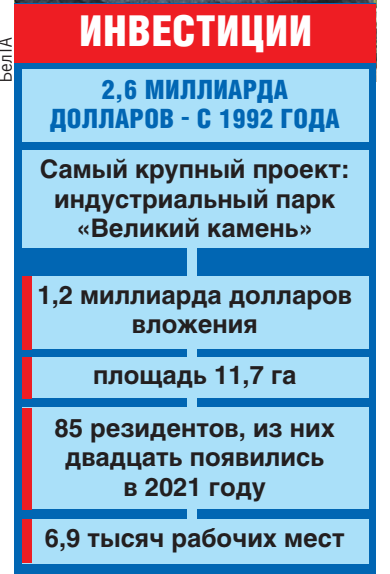 БелТА
ИНВЕСТИЦИИ
2,6 МИЛЛИАРДА
ДОЛЛАРОВ - С 1992 ГОДА
Самый крупный проект:
индустриальный парк
«Великий камень»
1,2 миллиарда долларов
вложения
площадь 11,7 га
85 резидентов, из них
двадцать появились
в 2021 году
6,9 тысяч рабочих мест